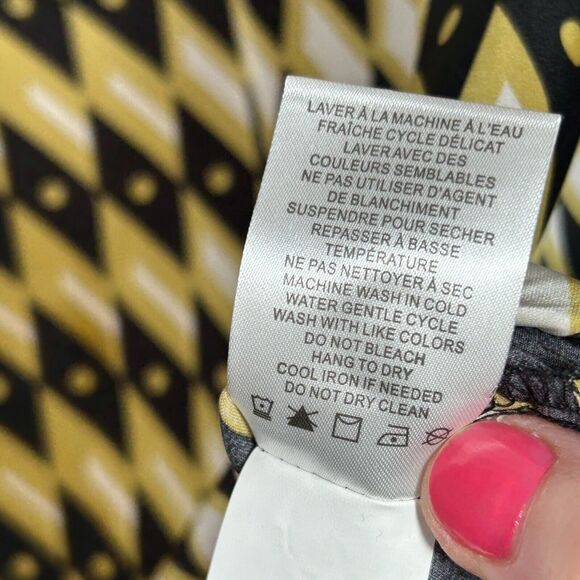 LAVER À LA MACHINE À L'EAU
FRAÎCHE CYCLE DÉLICAT
LAVER AVEC DES
COULEURS SEMBLABLES
NE PAS UTILISER D'AGENT
DE BLANCHIMENT
SUSPENDRE POUR SÉCHER
REPASSER À BASSE
TEMPÉRATURE
NE PAS NETTOYER À SEC
MACHINE WASH IN COLD
WATER GENTLE CYCLE
WASH WITH LIKE COLORS
DO NOT BLEACH
HANG TO DRY
COOL IRON IF NEEDED
DO NOT DRY CLEAN